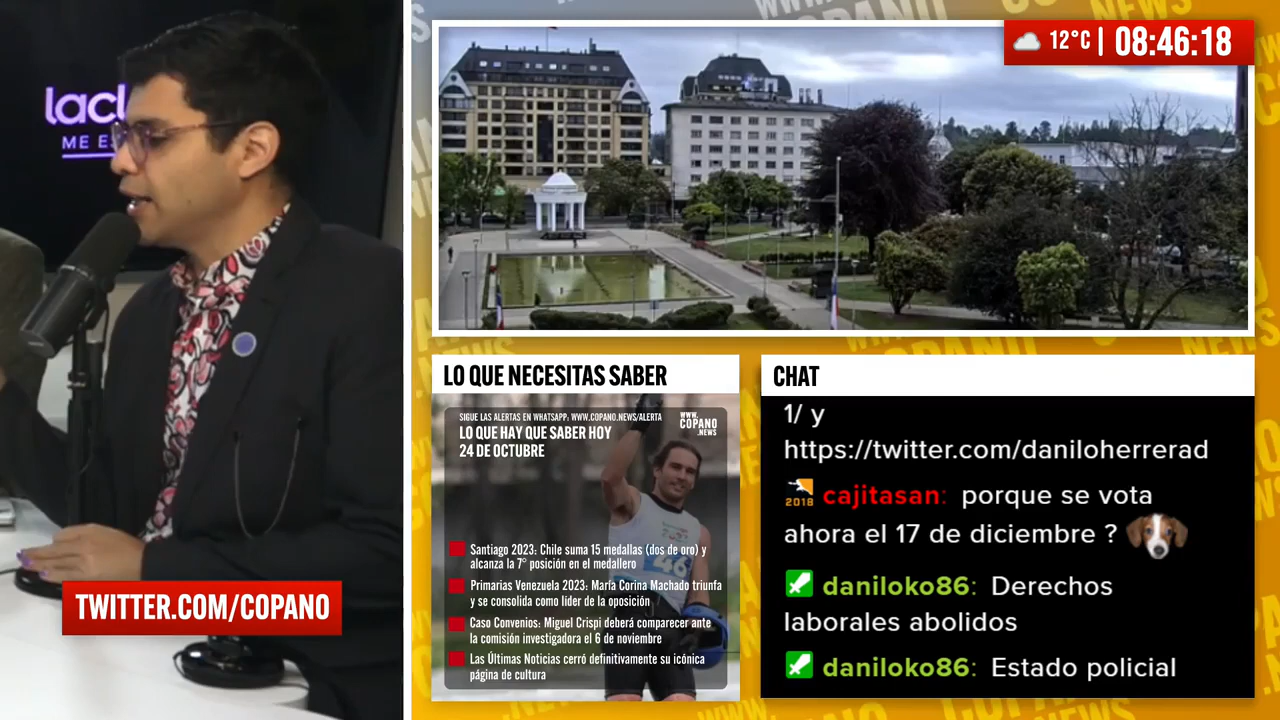 lacl
ME ES
TWITTER.COM/COPANO
12°C | 08:46:18
LO QUE NECESITAS SABER
SIGUE LAS ALERTAS EN WHATSAPP: WWW.COPANO.NEWS/ALERTA
WWW.
COPANO
.NEWS
LO QUE HAY QUE SABER HOY
24 DE OCTUBRE
Santiago 2023: Chile suma 15 medallas (dos de oro) y
alcanza la 7° posición en el medallero
Primarias Venezuela 2023: María Corina Machado triunfa
y se consolida como líder de la oposición
Caso Convenios: Miguel Crispi deberá comparecer ante
la comisión investigadora el 6 de noviembre
Las Últimas Noticias cerró definitivamente su icónica
página de cultura
46
CHAT
1/ y
https://twitter.com/daniloherrerad
2018 cajitasan: porque se vota
ahora el 17 de diciembre ?
daniloko86: Derechos
laborales abolidos
daniloko86: Estado policial